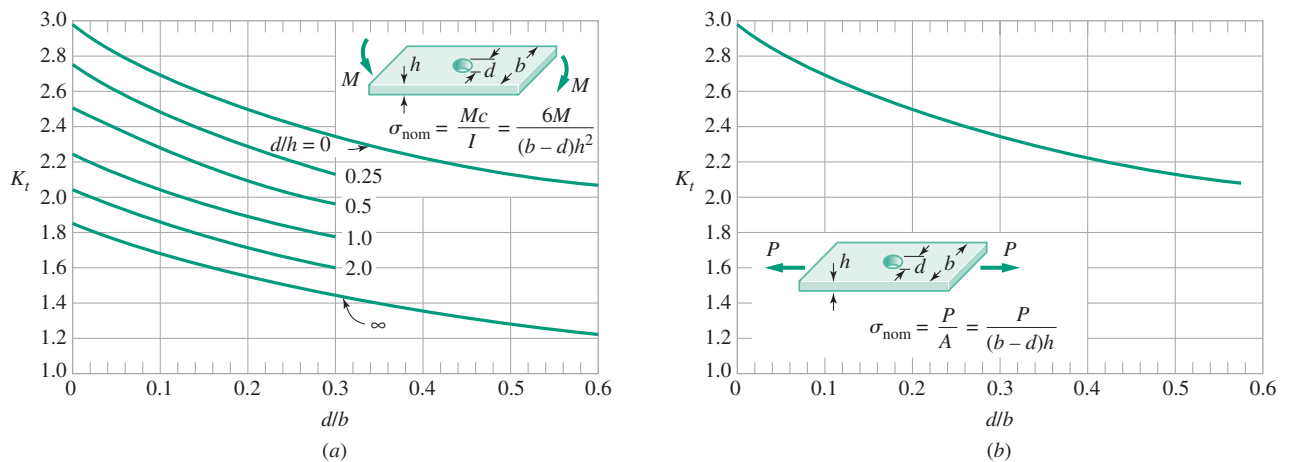 3.0
2.8
2.6
2.4
2.2
2.0
1.8
1.6
1.4
1.2
1.0
K_t
0 0.1 0.2 0.3 0.4 0.5 0.6
d/b
(a)
M h d b M
σ_nom = Mc/I = 6M/((b – d)h²)
d/h = 0
0.25
0.5
1.0
2.0
∞
3.0
2.8
2.6
2.4
2.2
2.0
1.8
1.6
1.4
1.2
1.0
K_t
P h d b P
σ_nom = P/A = P/((b – d)h)
0 0.1 0.2 0.3 0.4 0.5 0.6
d/b
(b)